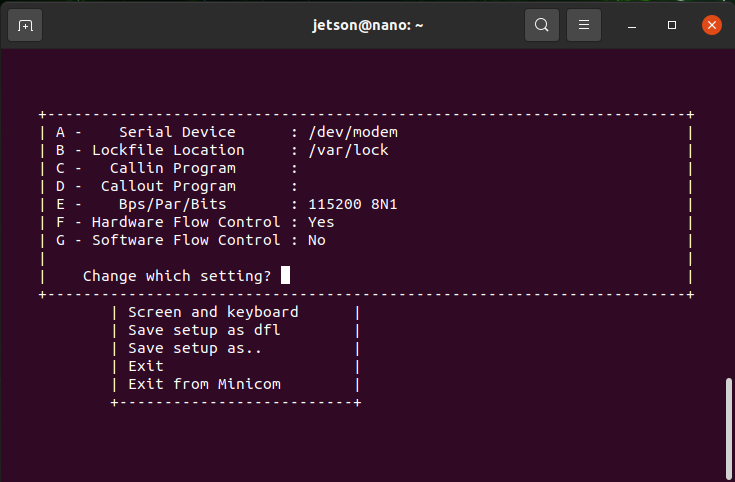 jetson@nano: ~
+-----------------------------------------------------------------------+
| A -    Serial Device      : /dev/modem                                |
| B - Lockfile Location     : /var/lock                                 |
| C -   Callin Program      :                                           |
| D -  Callout Program      :                                           |
| E -    Bps/Par/Bits       : 115200 8N1                                |
| F - Hardware Flow Control : Yes                                       |
| G - Software Flow Control : No                                        |
|                                                                       |
|    Change which setting?                                              |
+-----------------------------------------------------------------------+
| Screen and keyboard      |
| Save setup as dfl        |
| Save setup as..          |
| Exit                     |
| Exit from Minicom        |
+--------------------------+